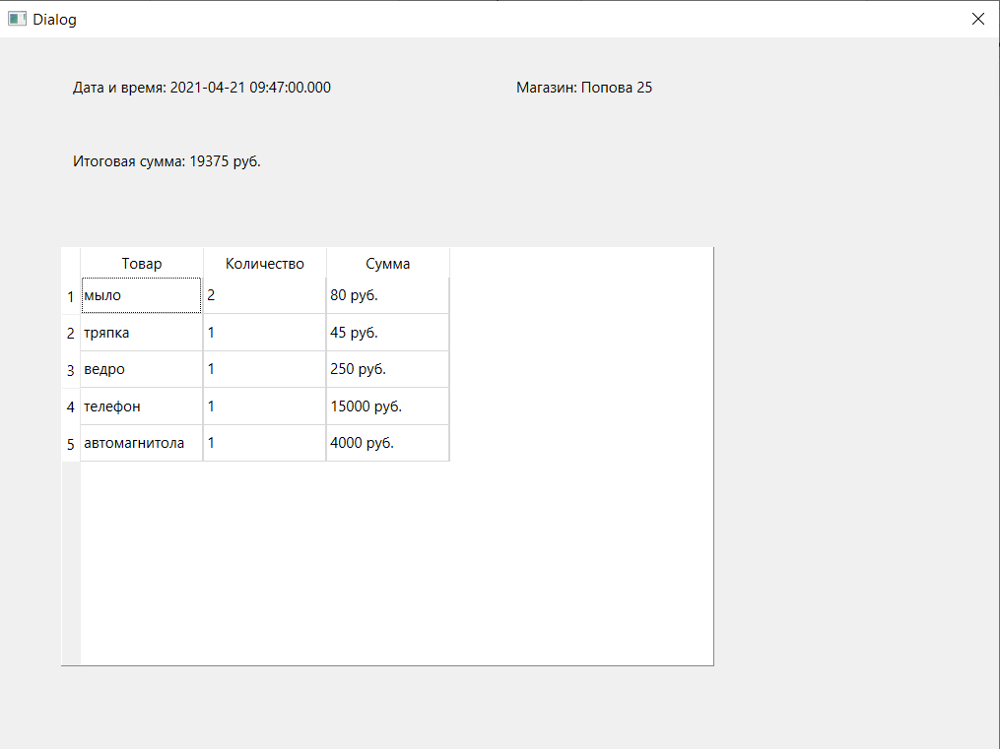 Dialog
Дата и время: 2021-04-21 09:47:00.000 Магазин: Попова 25
Итоговая сумма: 19375 руб.
Товар Количество Сумма
1 мыло 2 80 руб.
2 тряпка 1 45 руб.
3 ведро 1 250 руб.
4 телефон 1 15000 руб.
5 автомагнитола 1 4000 руб.